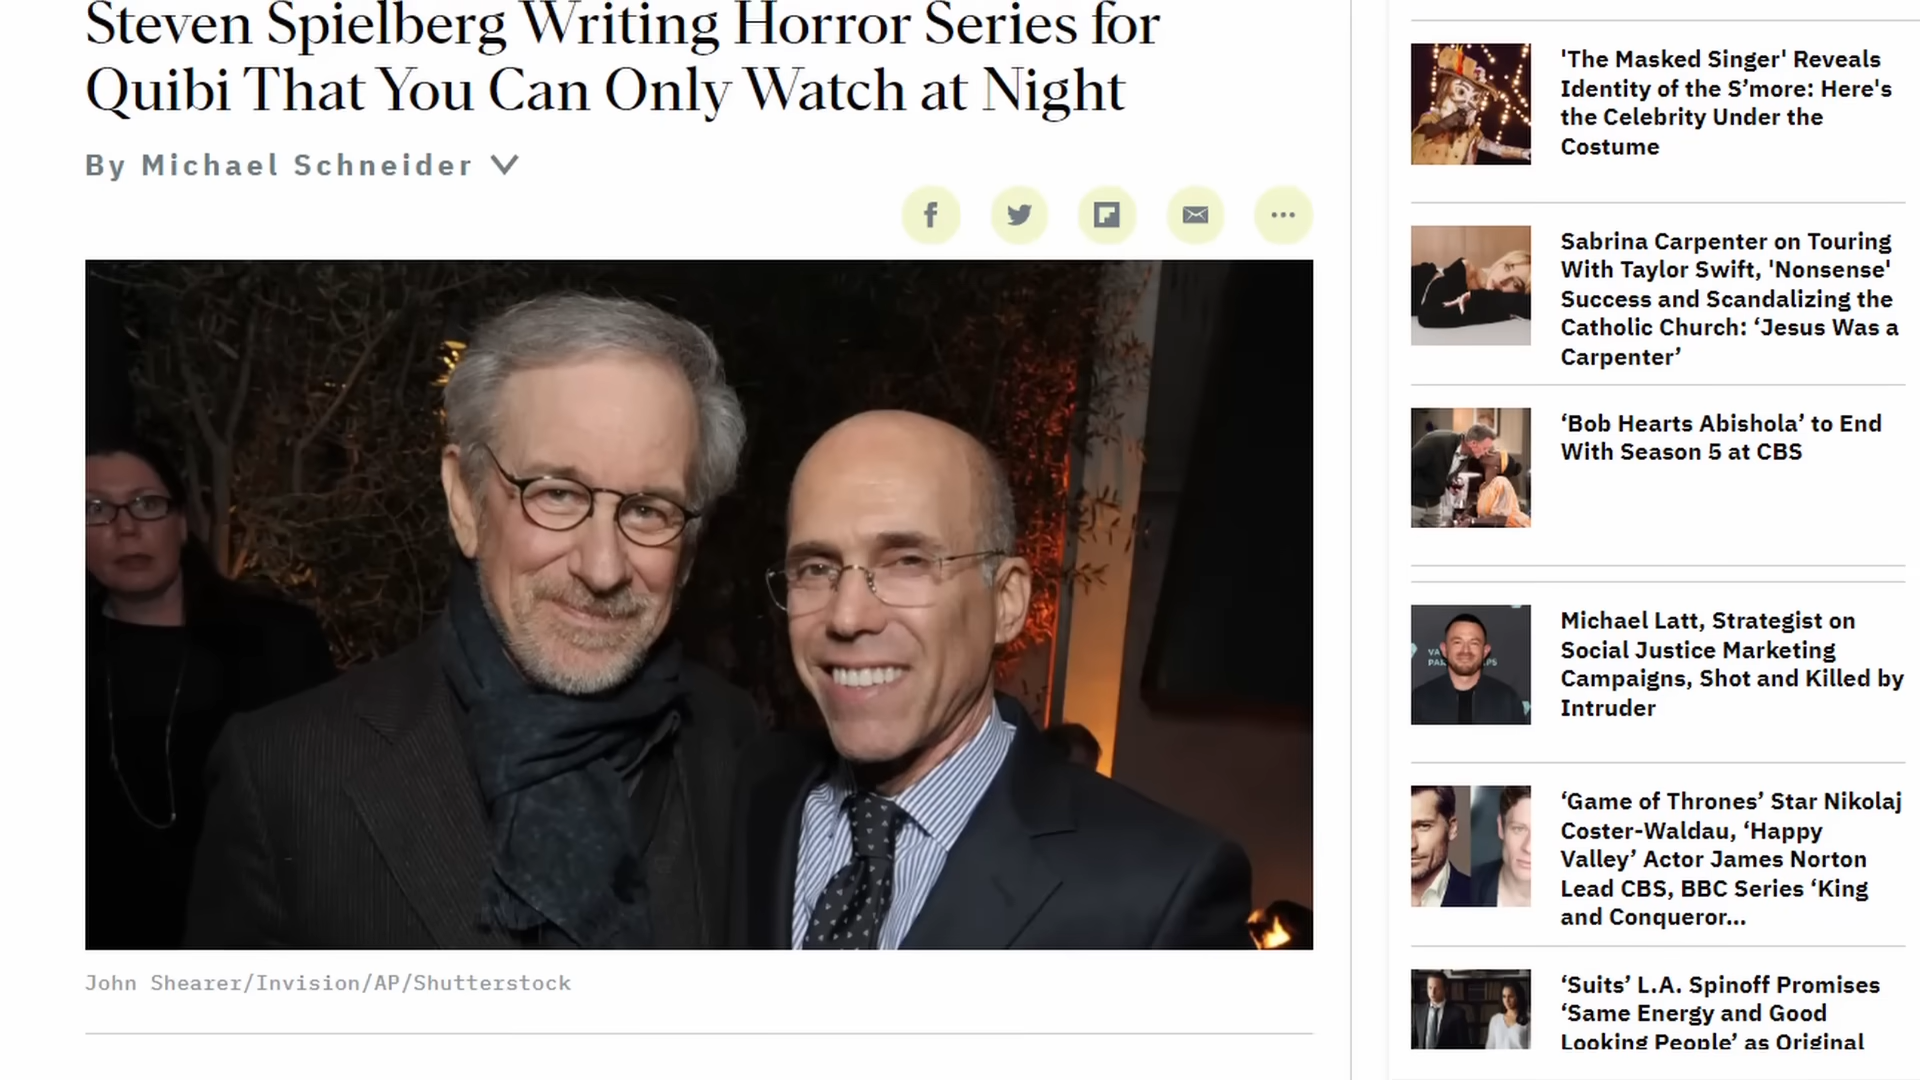 Steven Spielberg Writing Horror Series for
Quibi That You Can Only Watch at Night
By Michael Schneider
John Shearer/Invision/AP/Shutterstock
'The Masked Singer' Reveals
Identity of the S’more: Here's
the Celebrity Under the
Costume
Sabrina Carpenter on Touring
With Taylor Swift, 'Nonsense'
Success and Scandalizing the
Catholic Church: ‘Jesus Was a
Carpenter’
‘Bob Hearts Abishola’ to End
With Season 5 at CBS
Michael Latt, Strategist on
Social Justice Marketing
Campaigns, Shot and Killed by
Intruder
‘Game of Thrones’ Star Nikolaj
Coster-Waldau, ‘Happy
Valley’ Actor James Norton
Lead CBS, BBC Series ‘King
and Conqueror...
‘Suits’ L.A. Spinoff Promises
‘Same Energy and Good
Looking People’ as Original